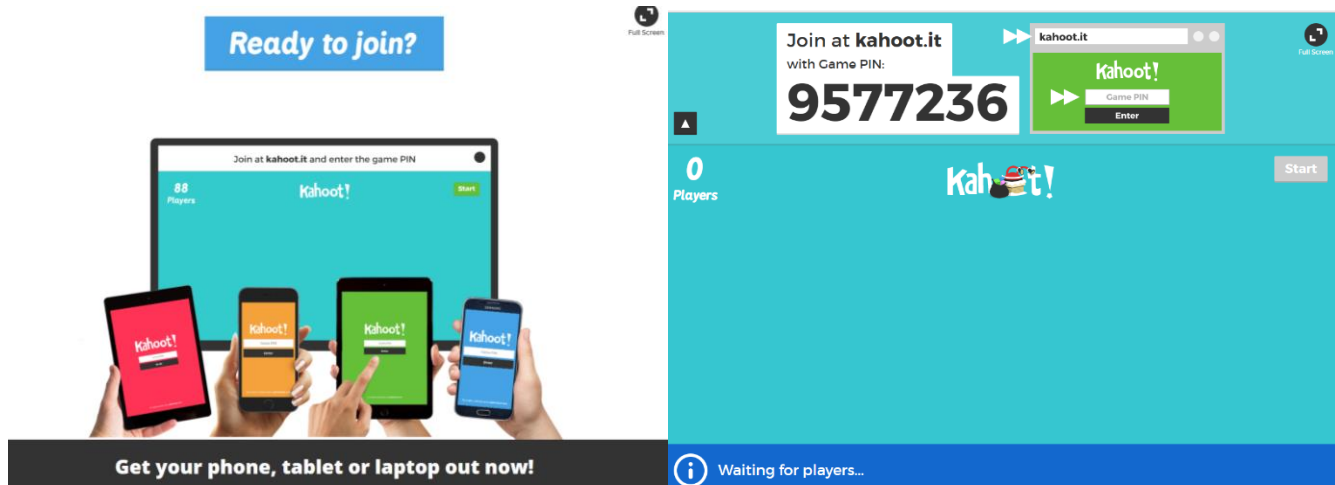 Ready to join?
Full Screen
Join at kahoot.it and enter the game PIN
88
Players
Kahoot!
Start
Kahoot!
Kahoot!
Kahoot!
Kahoot!
Get your phone, tablet or laptop out now!
Join at kahoot.it
with Game PIN:
9577236
kahoot.it
Kahoot!
Game PIN
Enter
Full Screen
0
Players
Kahoot!
Start
Waiting for players...